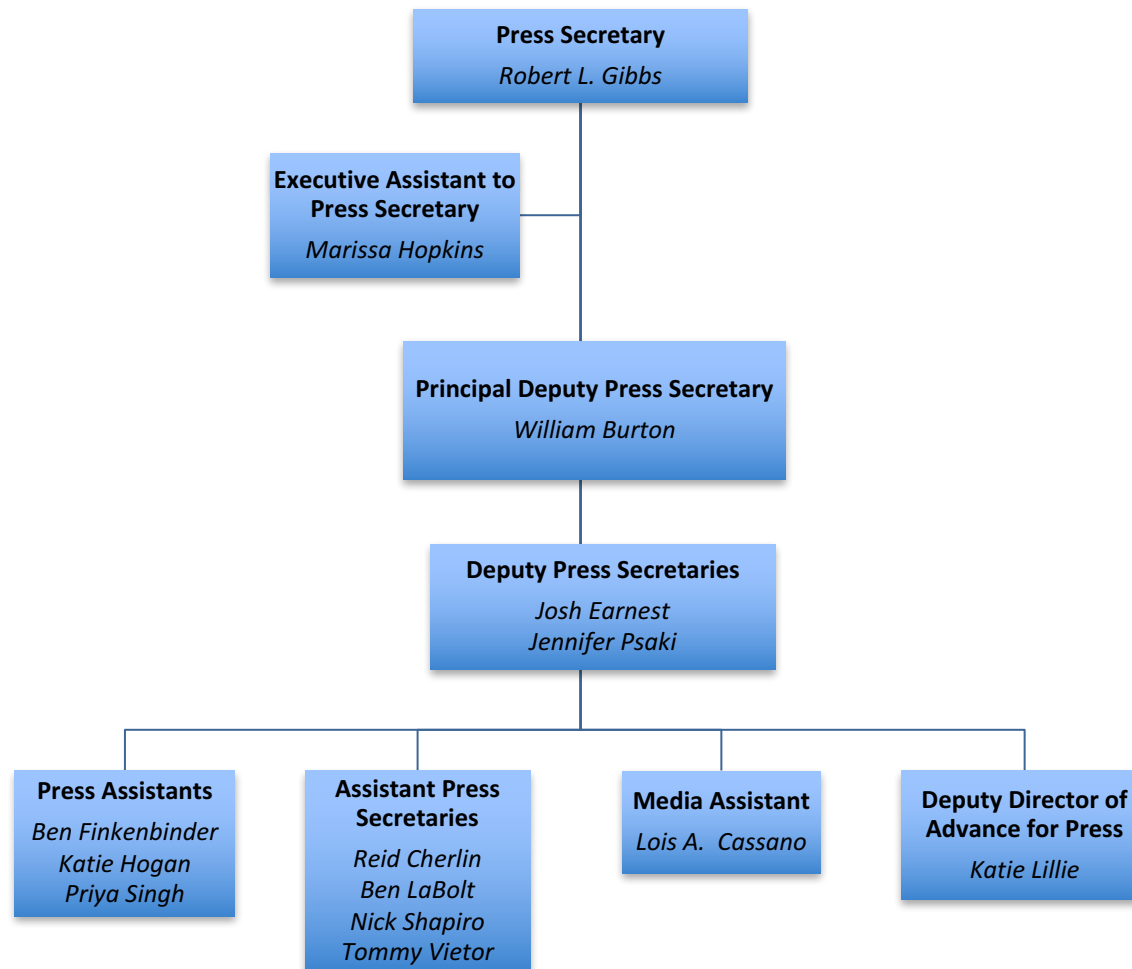 Press Secretary
Robert L. Gibbs
Executive Assistant to
Press Secretary
Marissa Hopkins
Principal Deputy Press Secretary
William Burton
Deputy Press Secretaries
Josh Earnest
Jennifer Psaki
Press Assistants
Ben Finkenbinder
Katie Hogan
Priya Singh
Assistant Press
Secretaries
Reid Cherlin
Ben LaBolt
Nick Shapiro
Tommy Vietor
Media Assistant
Lois A. Cassano
Deputy Director of
Advance for Press
Katie Lillie